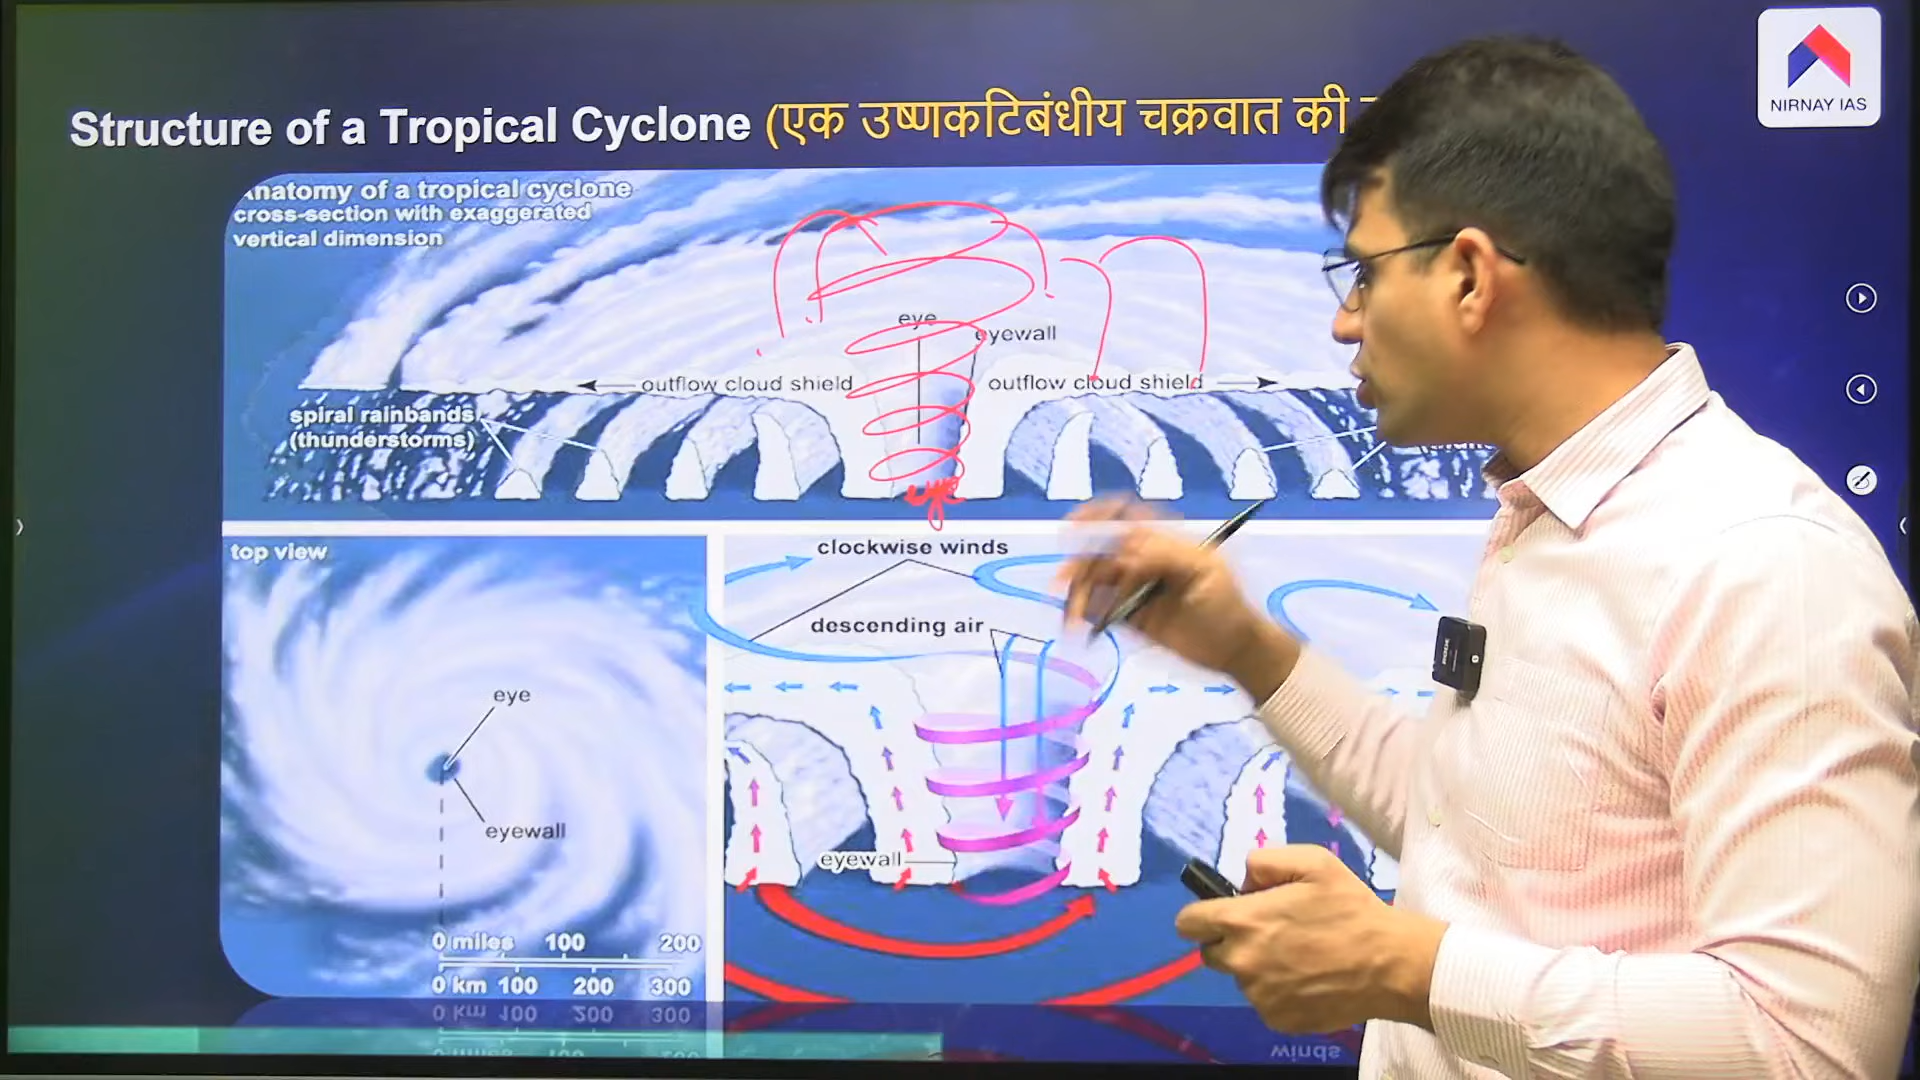 NIRNAY IAS
Structure of a Tropical Cyclone (एक उष्णकटिबंधीय चक्रवात की
Anatomy of a tropical cyclone
cross-section with exaggerated
vertical dimension
eye
eyewall
outflow cloud shield
outflow cloud shield
spiral rainbands
(thunderstorms)
eye
top view
eye
eyewall
0 miles 100 200
0 km 100 200 300
clockwise winds
descending air
eyewall
winds